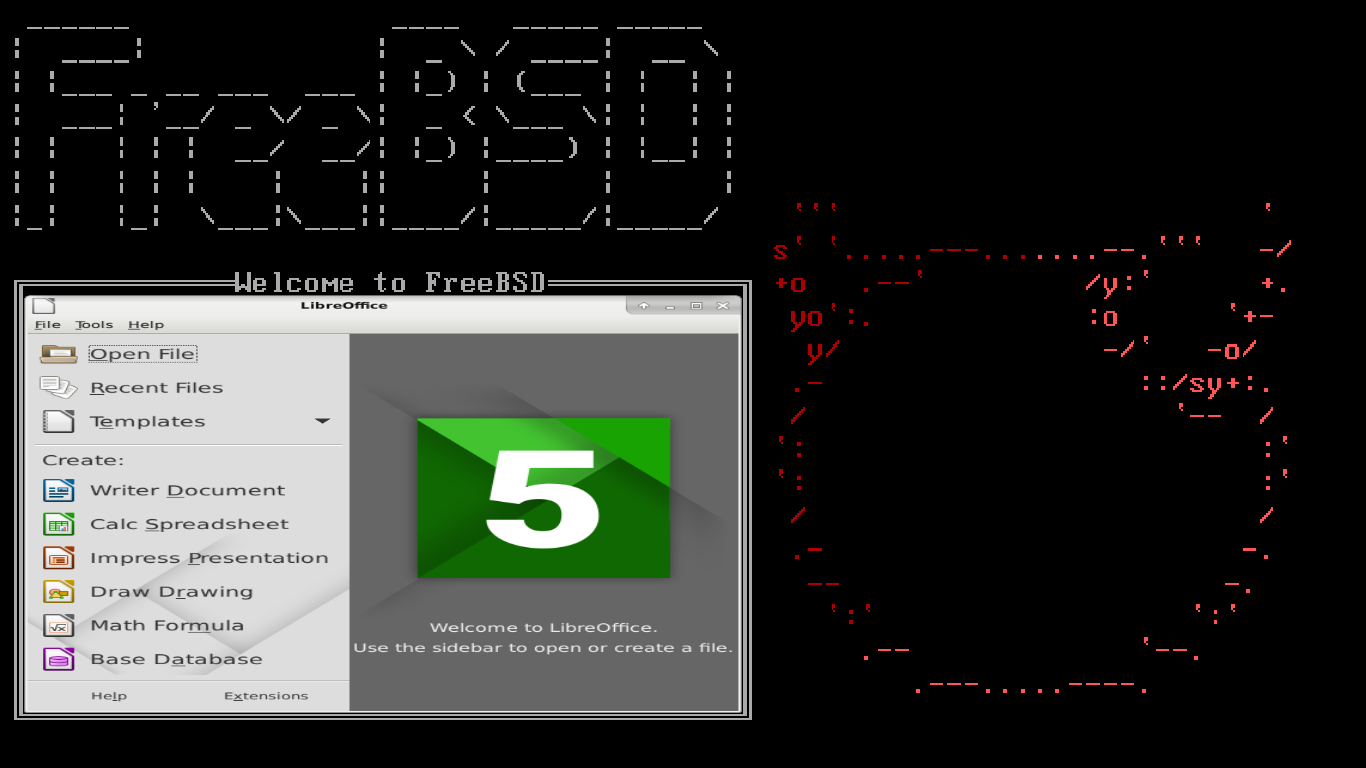 FreeBSD
Welcome to FreeBSD
LibreOffice
File Tools Help
Open File
Recent Files
Templates
Create:
Writer Document
Calc Spreadsheet
Impress Presentation
Draw Drawing
Math Formula
Base Database
Help Extensions
5
Welcome to LibreOffice.
Use the sidebar to open or create a file.